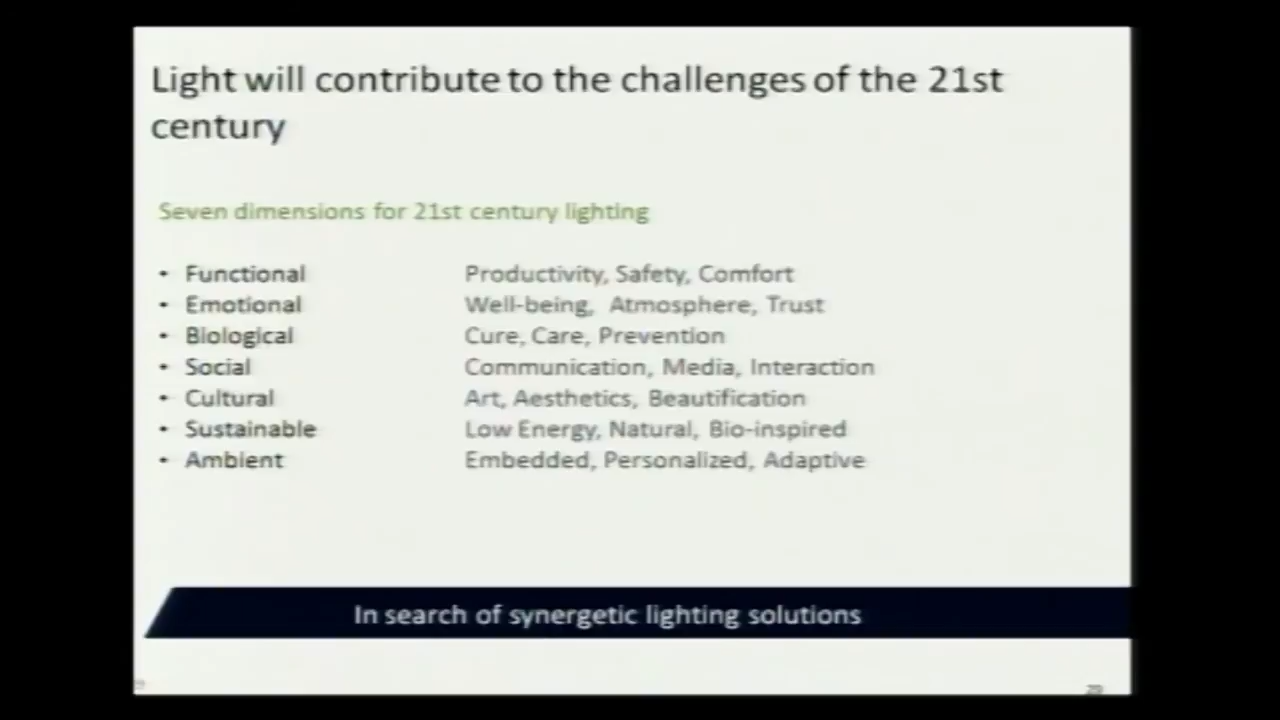 Light will contribute to the challenges of the 21st
century
Seven dimensions for 21st century lighting
• Functional Productivity, Safety, Comfort
• Emotional Well-being, Atmosphere, Trust
• Biological Cure, Care, Prevention
• Social Communication, Media, Interaction
• Cultural Art, Aesthetics, Beautification
• Sustainable Low Energy, Natural, Bio-inspired
• Ambient Embedded, Personalized, Adaptive
In search of synergetic lighting solutions